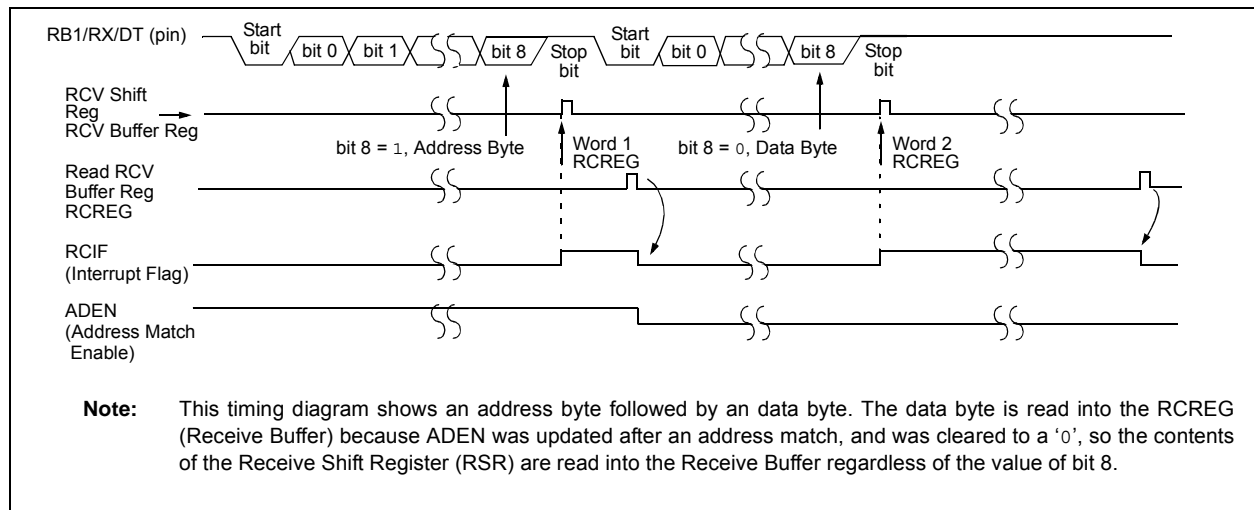 RB1/RX/DT (pin)
Start
bit
bit 0
bit 1
bit 8
Stop
bit
Start
bit
bit 0
bit 8
Stop
bit
RCV Shift
Reg
RCV Buffer Reg
bit 8 = 1, Address Byte
Word 1
RCREG
bit 8 = 0, Data Byte
Word 2
RCREG
Read RCV
Buffer Reg
RCREG
RCIF
(Interrupt Flag)
ADEN
(Address Match
Enable)
Note: This timing diagram shows an address byte followed by an data byte. The data byte is read into the RCREG
(Receive Buffer) because ADEN was updated after an address match, and was cleared to a ‘0’, so the contents
of the Receive Shift Register (RSR) are read into the Receive Buffer regardless of the value of bit 8.